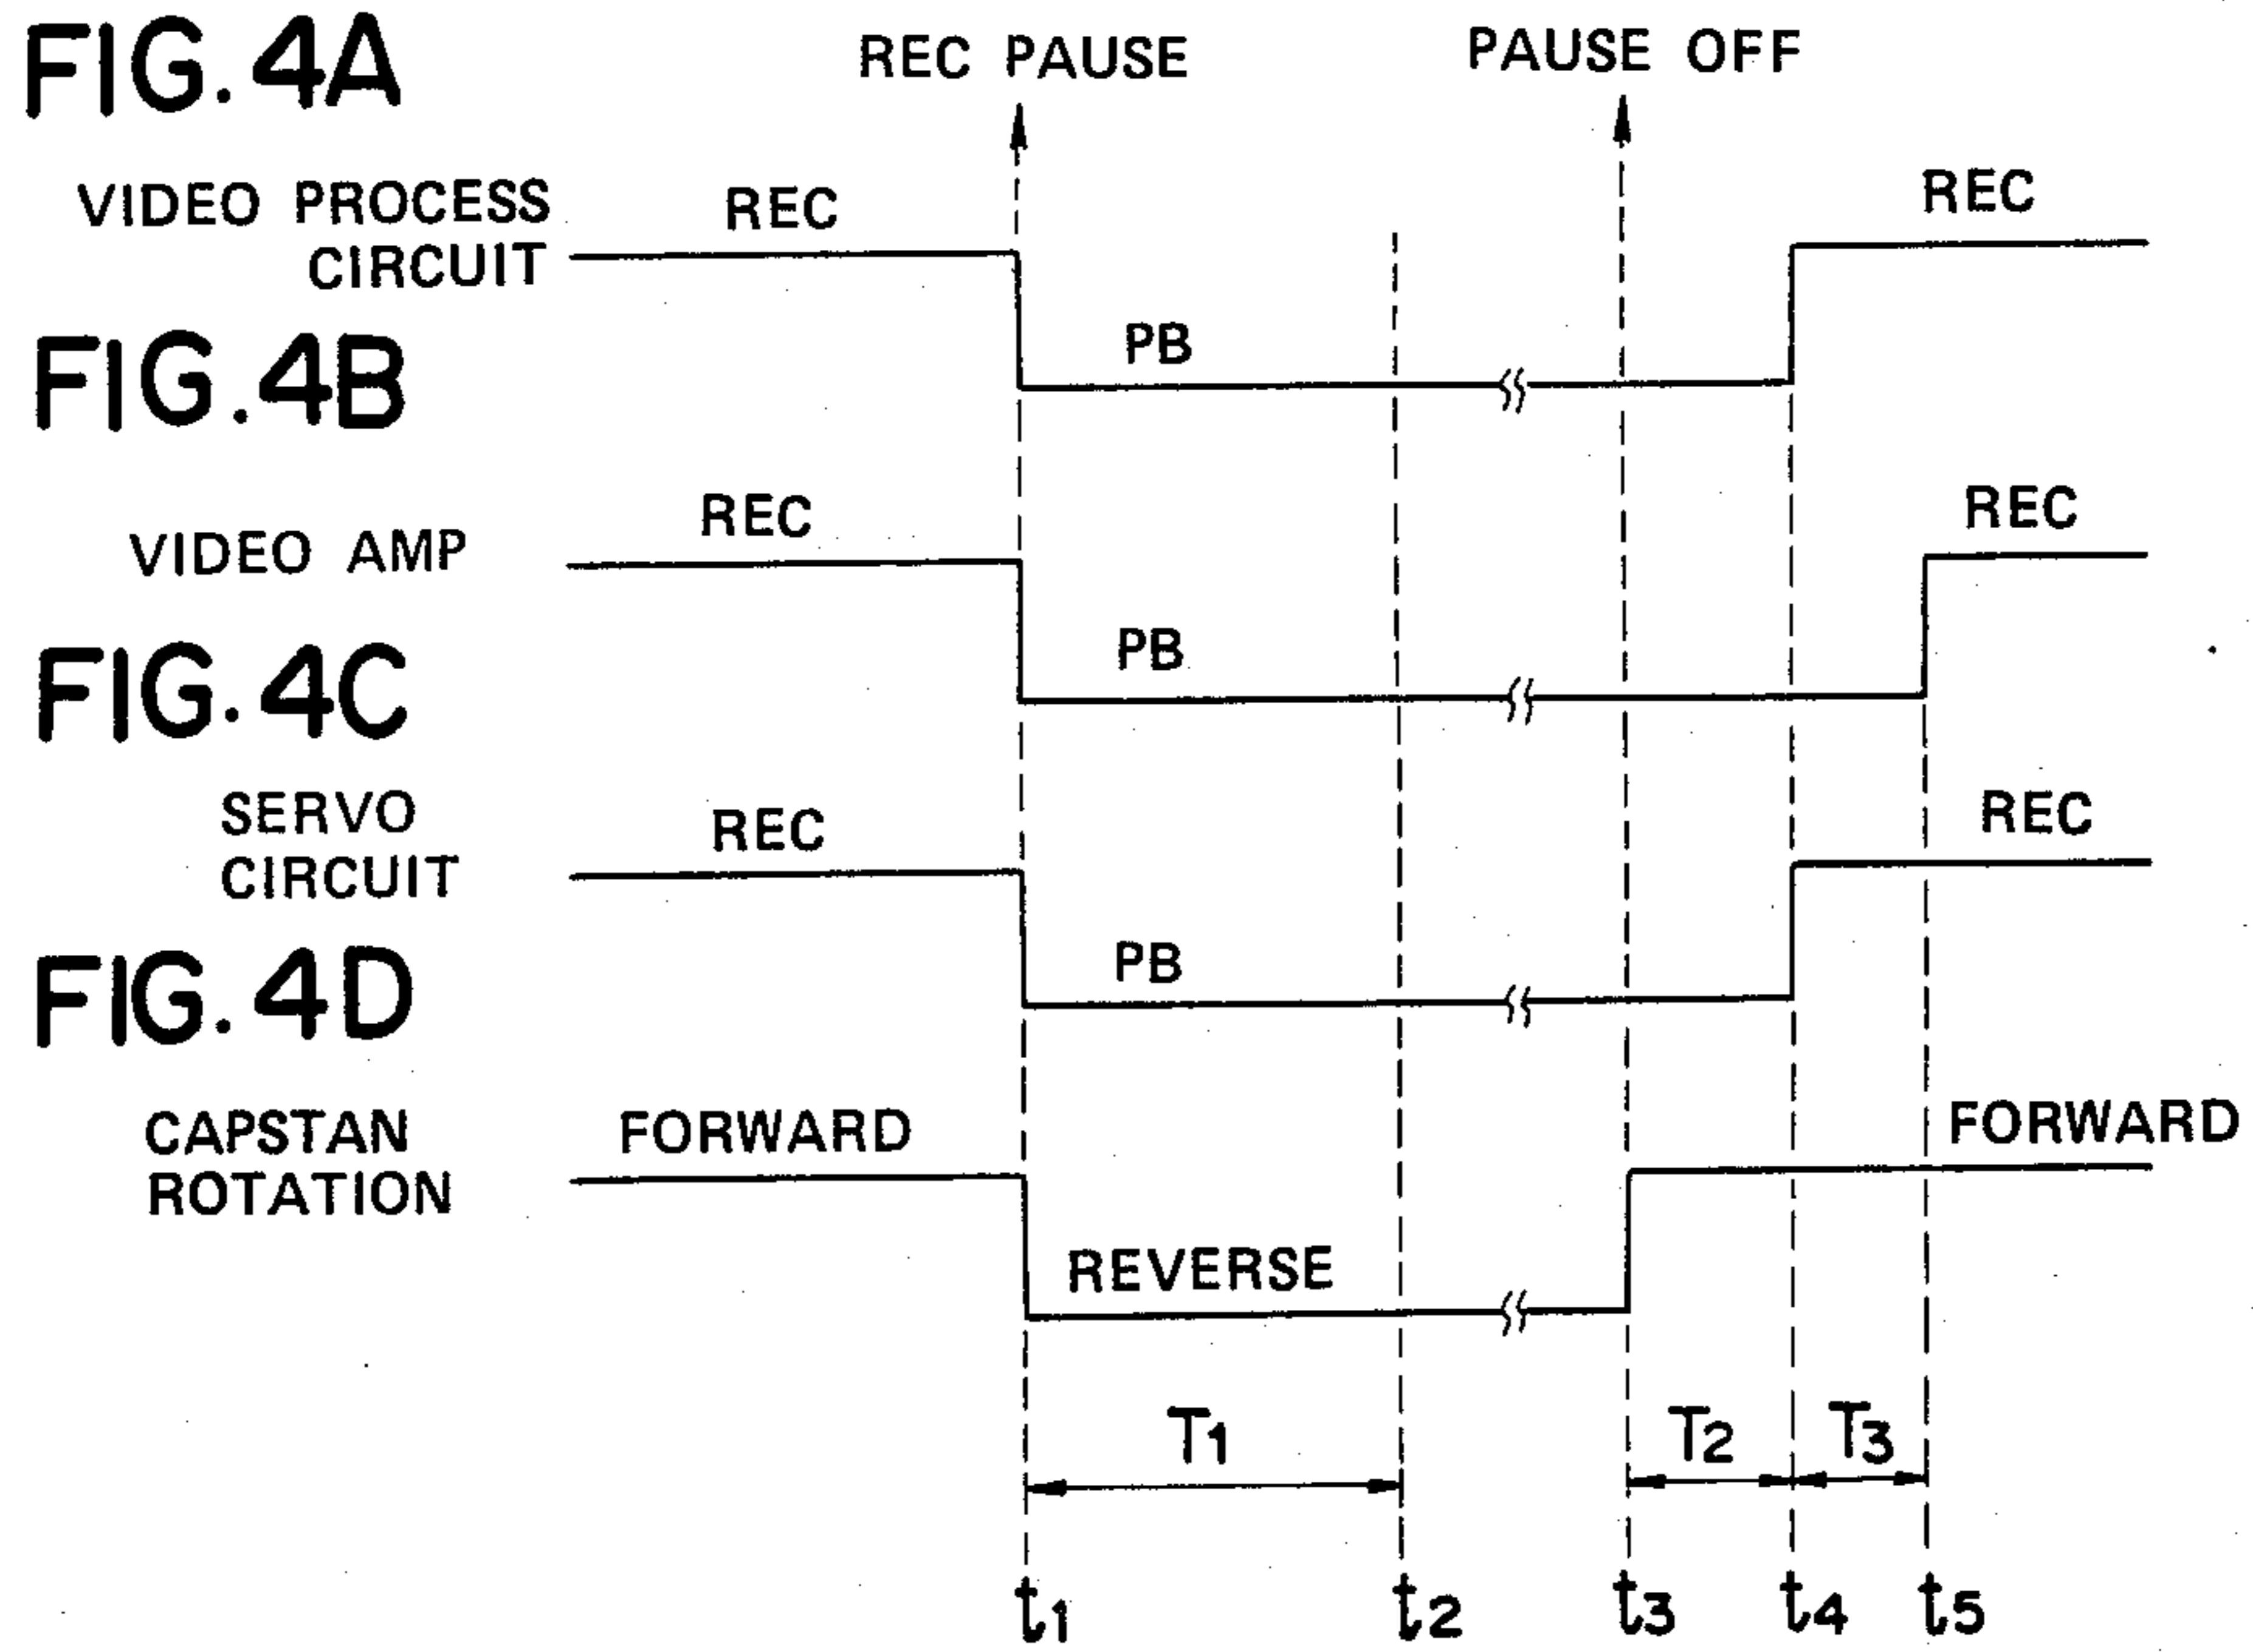 FIG. 4A
REC PAUSE
PAUSE OFF
VIDEO PROCESS
CIRCUIT
REC
PB
REC
FIG. 4B
VIDEO AMP
REC
PB
REC
FIG. 4C
SERVO
CIRCUIT
REC
PB
REC
FIG. 4D
CAPSTAN
ROTATION
FORWARD
REVERSE
FORWARD
T1
T2
T3
t1
t2
t3
t4
t5